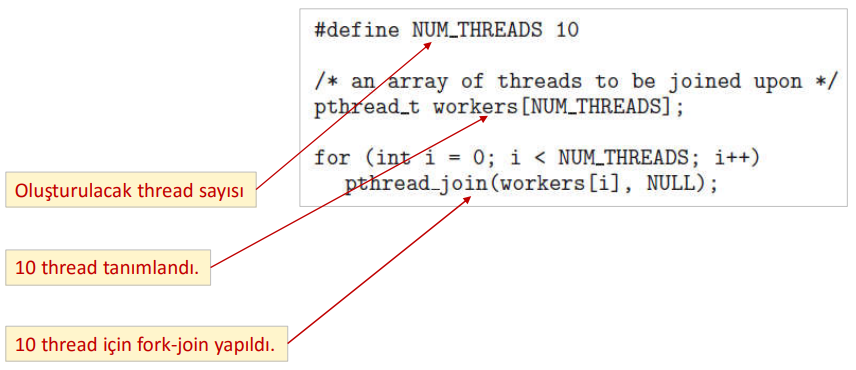 #define NUM_THREADS 10
/* an array of threads to be joined upon */
pthread_t workers[NUM_THREADS];
for (int i = 0; i < NUM_THREADS; i++)
pthread_join(workers[i], NULL);
Oluşturulacak thread sayısı
10 thread tanımlandı.
10 thread için fork-join yapıldı.